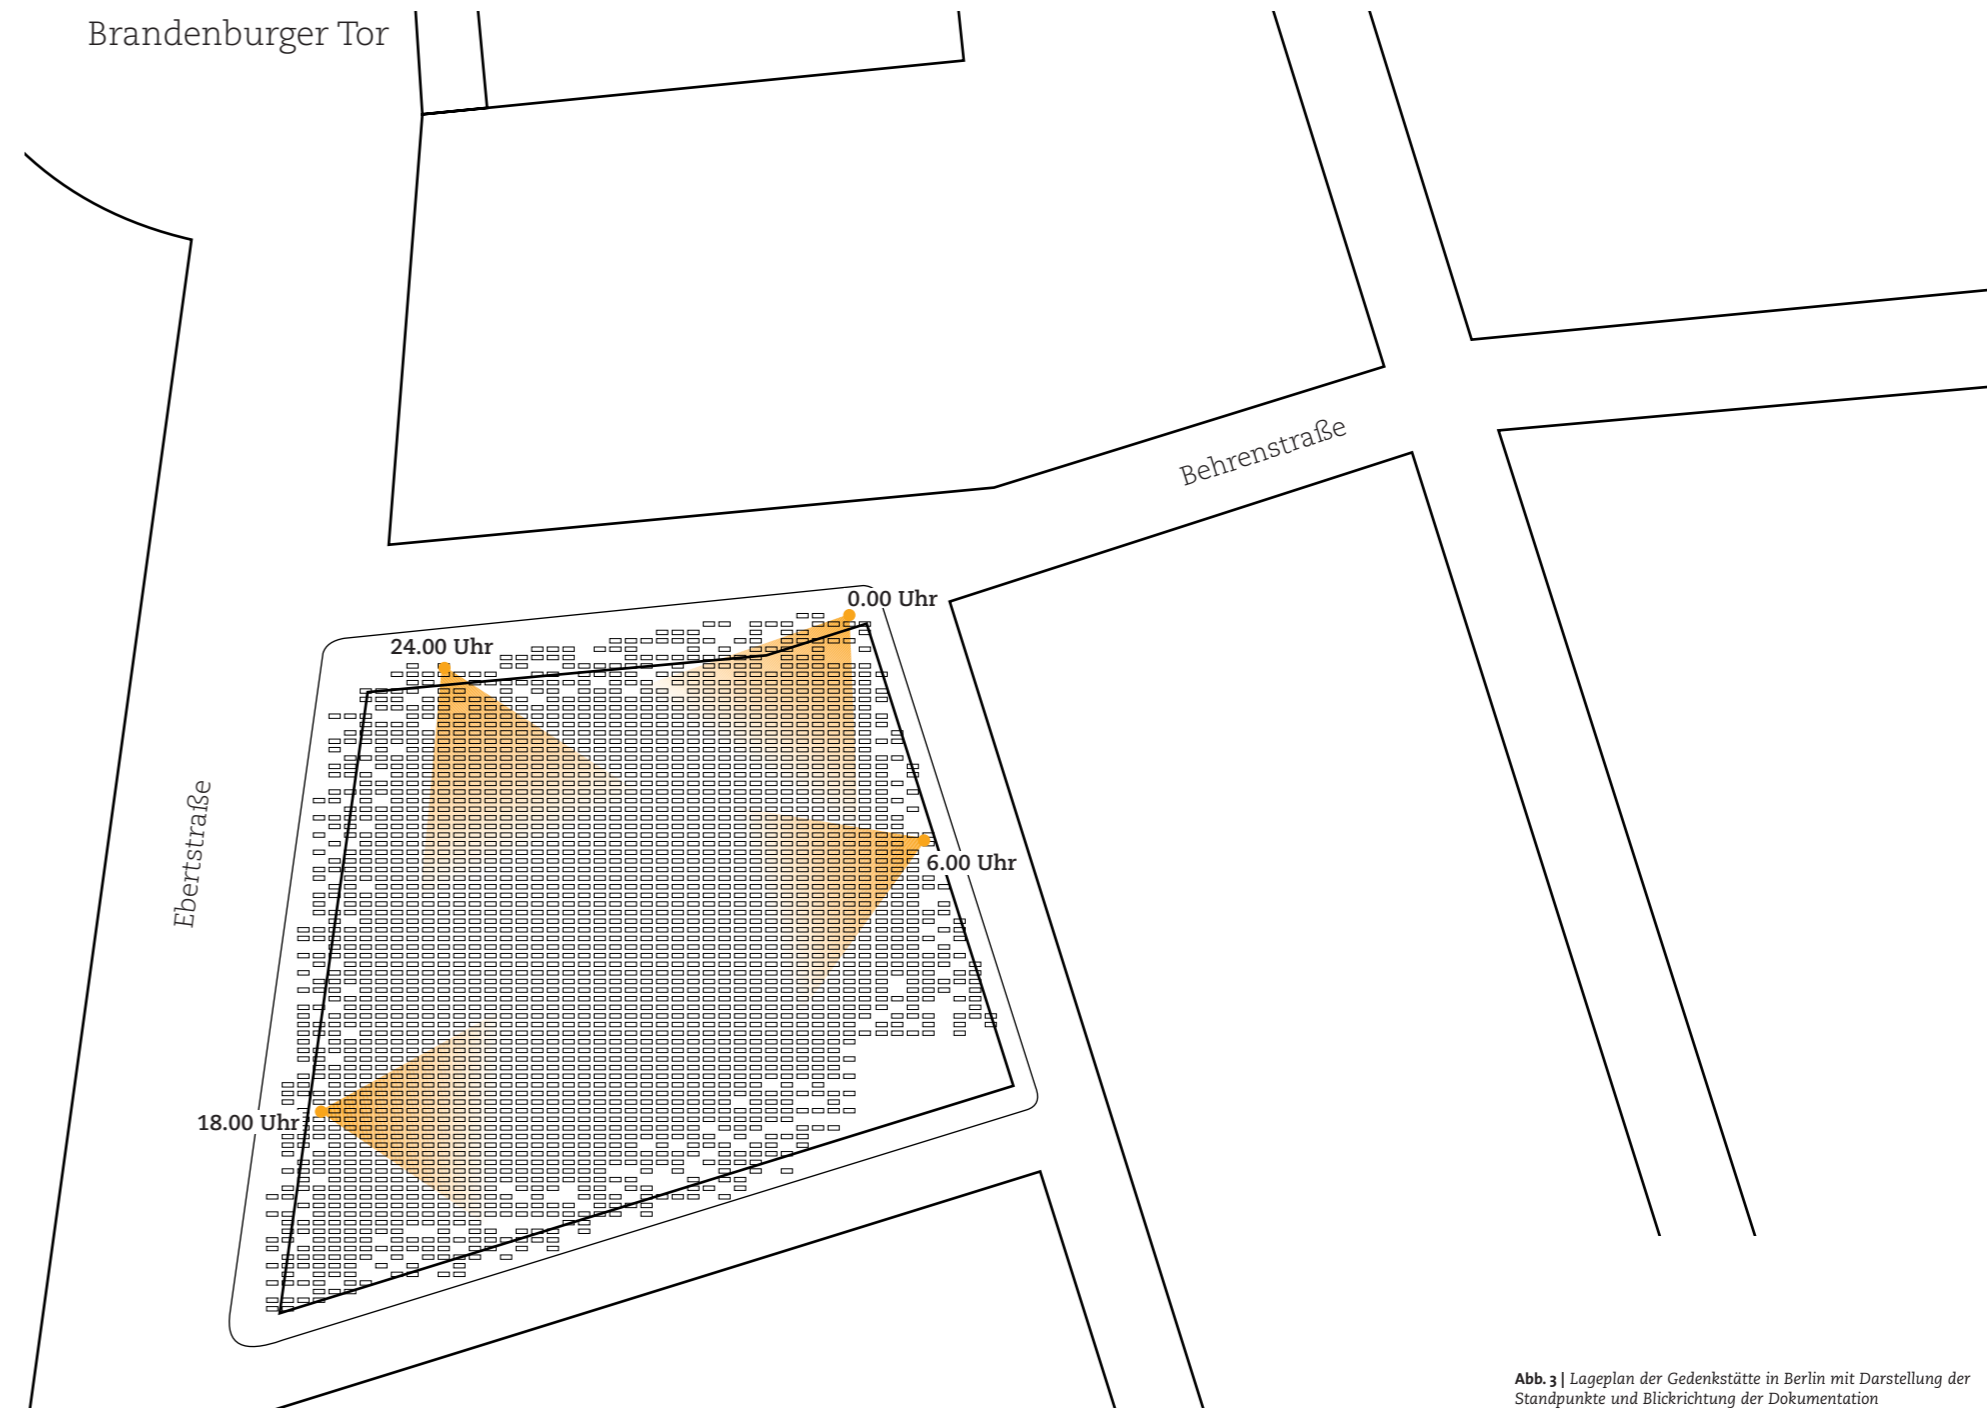 Brandenburger Tor
Behrenstraße
0.00 Uhr
24.00 Uhr
6.00 Uhr
Ebertstraße
18.00 Uhr
Abb. 3 | Lageplan der Gedenkstätte in Berlin mit Darstellung der
Standpunkte und Blickrichtung der Dokumentation